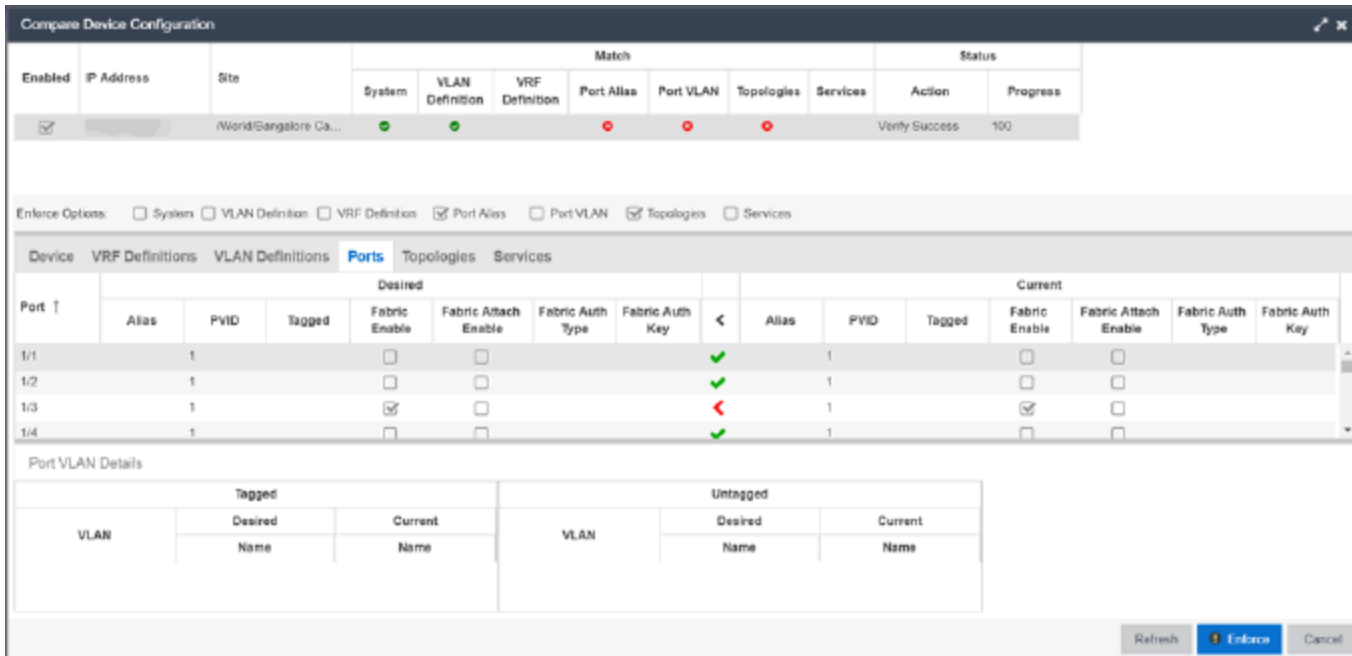 Compare Device Configuration
Enabled IP Address Site Match Status
System VLAN Definition VRF Definition Port Alias Port VLAN Topologies Services Action Progress
/World/Bangalore Ca... Verify Success 100
Enforce Options: System VLAN Definition VRF Definition Port Alias Port VLAN Topologies Services
Device VRF Definitions VLAN Definitions Ports Topologies Services
Port ↑ Desired < Current
Alias PVID Tagged Fabric Enable Fabric Attach Enable Fabric Auth Type Fabric Auth Key Alias PVID Tagged Fabric Enable Fabric Attach Enable Fabric Auth Type Fabric Auth Key
1/1 1 1
1/2 1 1
1/3 1 < 1
1/4 1 1
Port VLAN Details
Tagged Untagged
VLAN Desired Current VLAN Desired Current
Name Name Name Name
Refresh Enforce Cancel